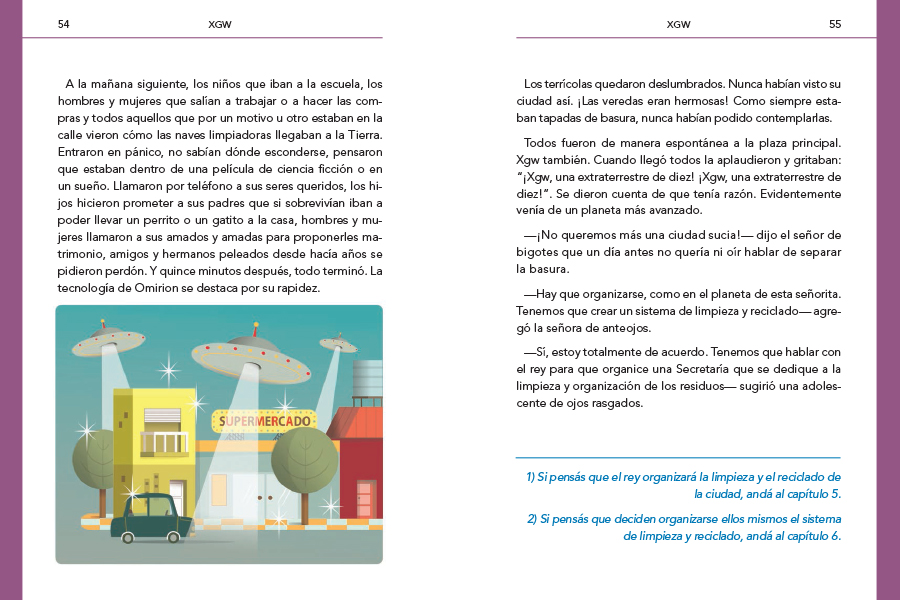 54
XGW
A la mañana siguiente, los niños que iban a la escuela, los
hombres y mujeres que salían a trabajar o a hacer las com-
pras y todos aquellos que por un motivo u otro estaban en la
calle vieron cómo las naves limpiadoras llegaban a la Tierra.
Entraron en pánico, no sabían dónde esconderse, pensaron
que estaban dentro de una película de ciencia ficción o en
un sueño. Llamaron por teléfono a sus seres queridos, los hi-
jos hicieron prometer a sus padres que si sobrevivían iban a
poder llevar un perrito o un gatito a la casa, hombres y mu-
jeres llamaron a sus amados y amadas para proponerles ma-
trimonio, amigos y hermanos peleados desde hacía años se
pidieron perdón. Y quince minutos después, todo terminó. La
tecnología de Omirion se destaca por su rapidez.
SUPERMERCADO
XGW
55
Los terrícolas quedaron deslumbrados. Nunca habían visto su
ciudad así. ¡Las veredas eran hermosas! Como siempre esta-
ban tapadas de basura, nunca habían podido contemplarlas.
Todos fueron de manera espontánea a la plaza principal.
Xgw también. Cuando llegó todos la aplaudieron y gritaban:
“¡Xgw, una extraterrestre de diez! ¡Xgw, una extraterrestre de
diez!”. Se dieron cuenta de que tenía razón. Evidentemente
venía de un planeta más avanzado.
—¡No queremos más una ciudad sucia!— dijo el señor de
bigotes que un día antes no quería ni oír hablar de separar
la basura.
—Hay que organizarse, como en el planeta de esta señorita.
Tenemos que crear un sistema de limpieza y reciclado— agre-
gó la señora de anteojos.
—Sí, estoy totalmente de acuerdo. Tenemos que hablar con
el rey para que organice una Secretaría que se dedique a la
limpieza y organización de los residuos— sugirió una adoles-
cente de ojos rasgados.
1) Si pensás que el rey organizará la limpieza y el reciclado de
la ciudad, andá al capítulo 5.
2) Si pensás que deciden organizarse ellos mismos el sistema
de limpieza y reciclado, andá al capítulo 6.